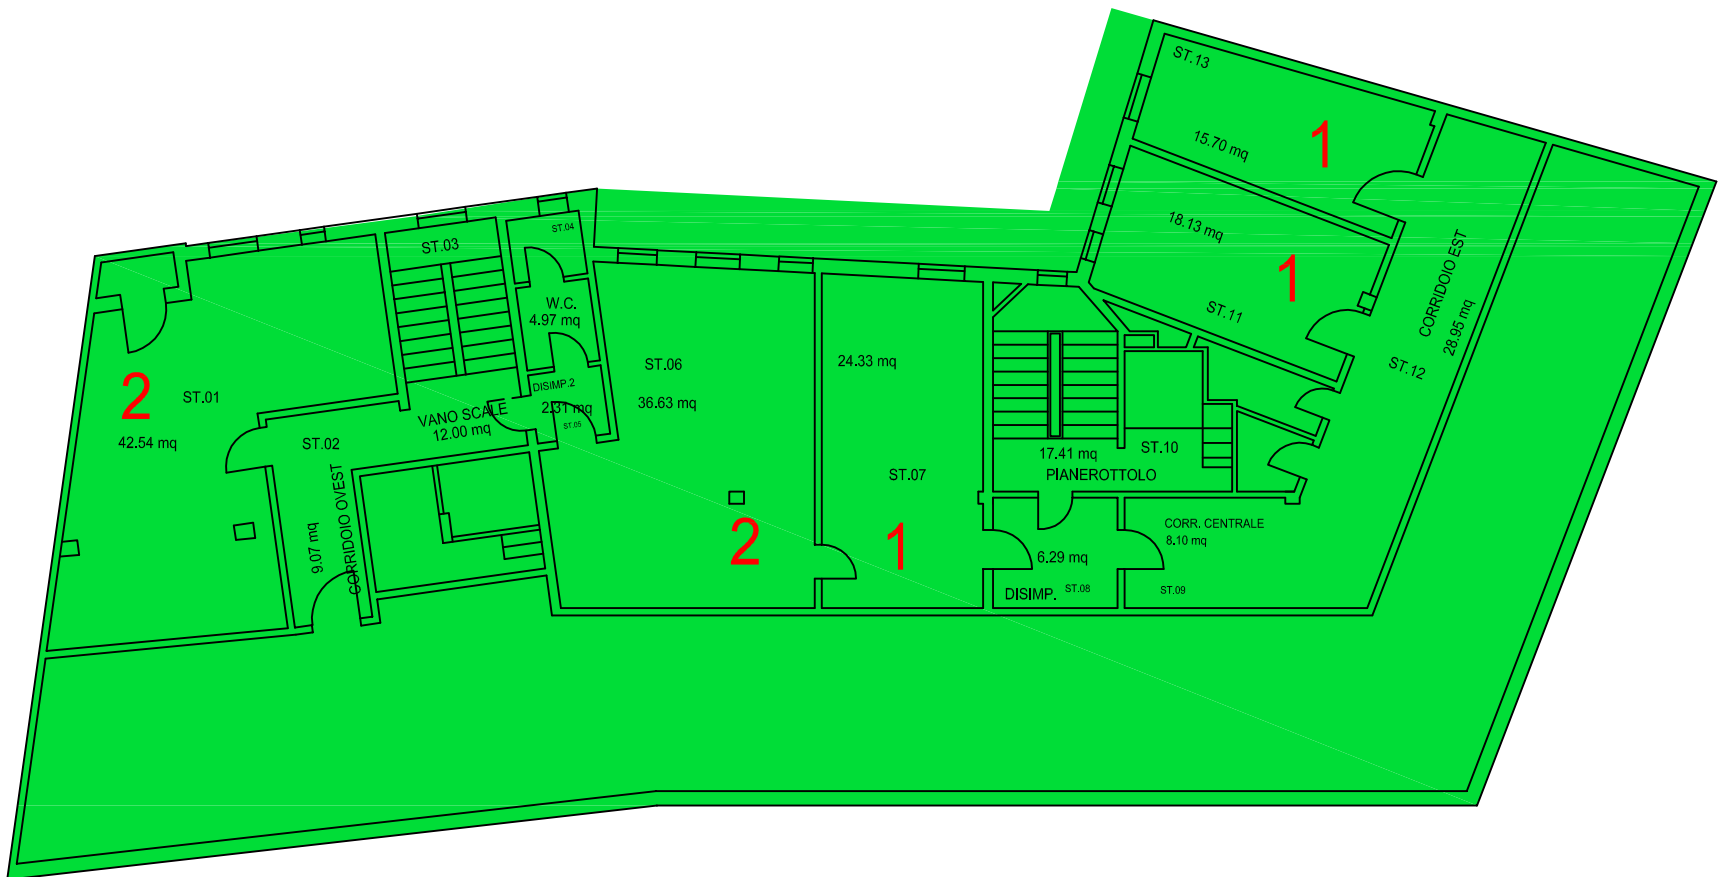 ST.13
15.70 mq
1
18.13 mq
1
ST.11
CORRIDOIO EST
28.95 mq
ST.12
ST.03
ST.04
W.C.
4.97 mq
DISIMP.2
2.31 mq
ST.05
VANO SCALE
12.00 mq
2
ST.01
42.54 mq
ST.02
CORRIDOIO OVEST
9.07 mq
ST.06
36.63 mq
2
24.33 mq
ST.07
1
17.41 mq
ST.10
PIANEROTTOLO
CORR. CENTRALE
8.10 mq
6.29 mq
DISIMP.
ST.08
ST.09